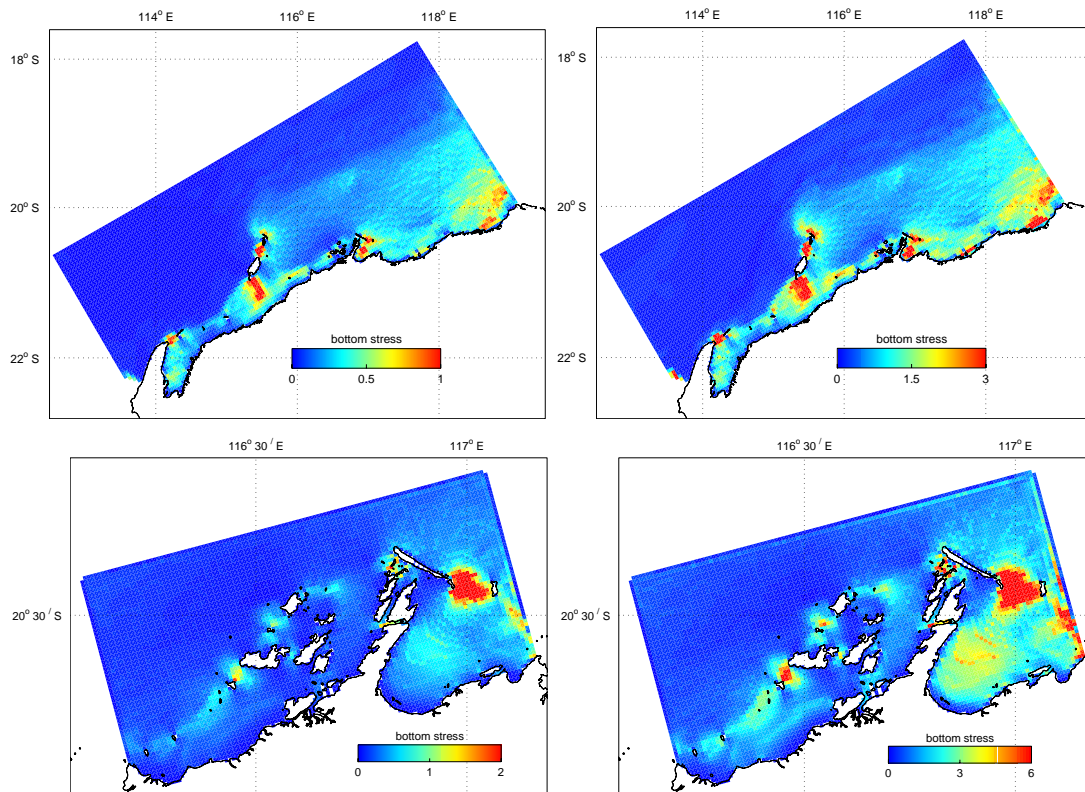 114° E 116° E 118° E
18° S
20° S
22° S
bottom stress
0 0.5 1
114° E 116° E 118° E
18° S
20° S
22° S
bottom stress
0 1.5 3
116° 30' E 117° E
20° 30' S
bottom stress
0 1 2
116° 30' E 117° E
20° 30' S
bottom stress
0 3 6